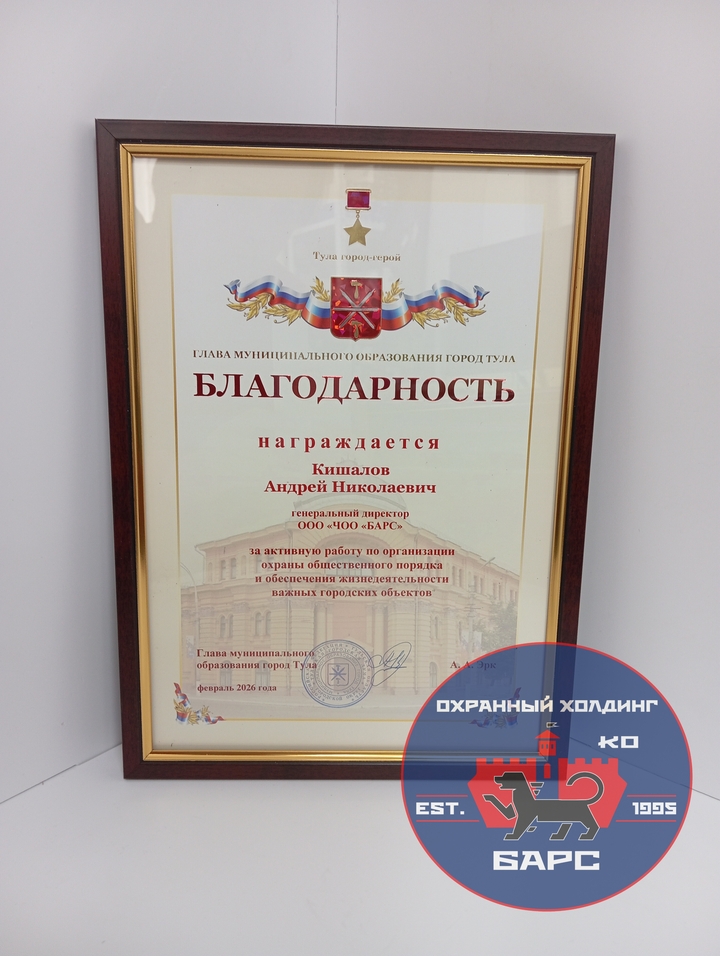 Тула город-герой
ГЛАВА МУНИЦИПАЛЬНОГО ОБРАЗОВАНИЯ ГОРОД ТУЛА
БЛАГОДАРНОСТЬ
награждается
Кишалов
Андрей Николаевич
генеральный директор
ООО «ЧОО «БАРС»
за активную работу по организации
охраны общественного порядка
и обеспечения жизнедеятельности
важных городских объектов
Глава муниципального
образования город Тула
А. А. Эрк
февраль 2026 года
ОХРАННЫЙ ХОЛДИНГ
КО
EST. 1995
БАРС